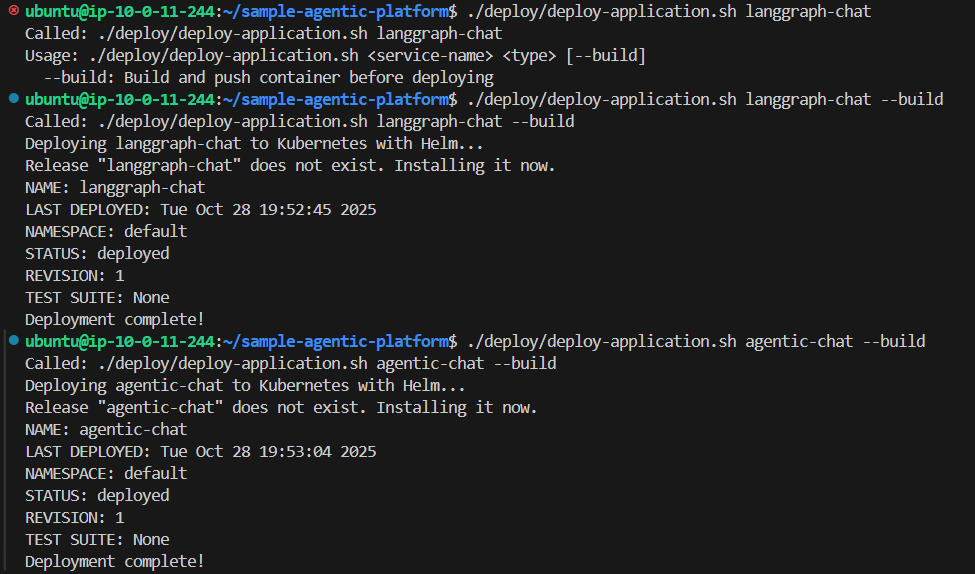 ubuntu@ip-10-0-11-244:~/sample-agentic-platform$ ./deploy/deploy-application.sh langgraph-chat
Called: ./deploy/deploy-application.sh langgraph-chat
Usage: ./deploy/deploy-application.sh <service-name> <type> [--build]
  --build: Build and push container before deploying
ubuntu@ip-10-0-11-244:~/sample-agentic-platform$ ./deploy/deploy-application.sh langgraph-chat --build
Called: ./deploy/deploy-application.sh langgraph-chat --build
Deploying langgraph-chat to Kubernetes with Helm...
Release "langgraph-chat" does not exist. Installing it now.
NAME: langgraph-chat
LAST DEPLOYED: Tue Oct 28 19:52:45 2025
NAMESPACE: default
STATUS: deployed
REVISION: 1
TEST SUITE: None
Deployment complete!
ubuntu@ip-10-0-11-244:~/sample-agentic-platform$ ./deploy/deploy-application.sh agentic-chat --build
Called: ./deploy/deploy-application.sh agentic-chat --build
Deploying agentic-chat to Kubernetes with Helm...
Release "agentic-chat" does not exist. Installing it now.
NAME: agentic-chat
LAST DEPLOYED: Tue Oct 28 19:53:04 2025
NAMESPACE: default
STATUS: deployed
REVISION: 1
TEST SUITE: None
Deployment complete!